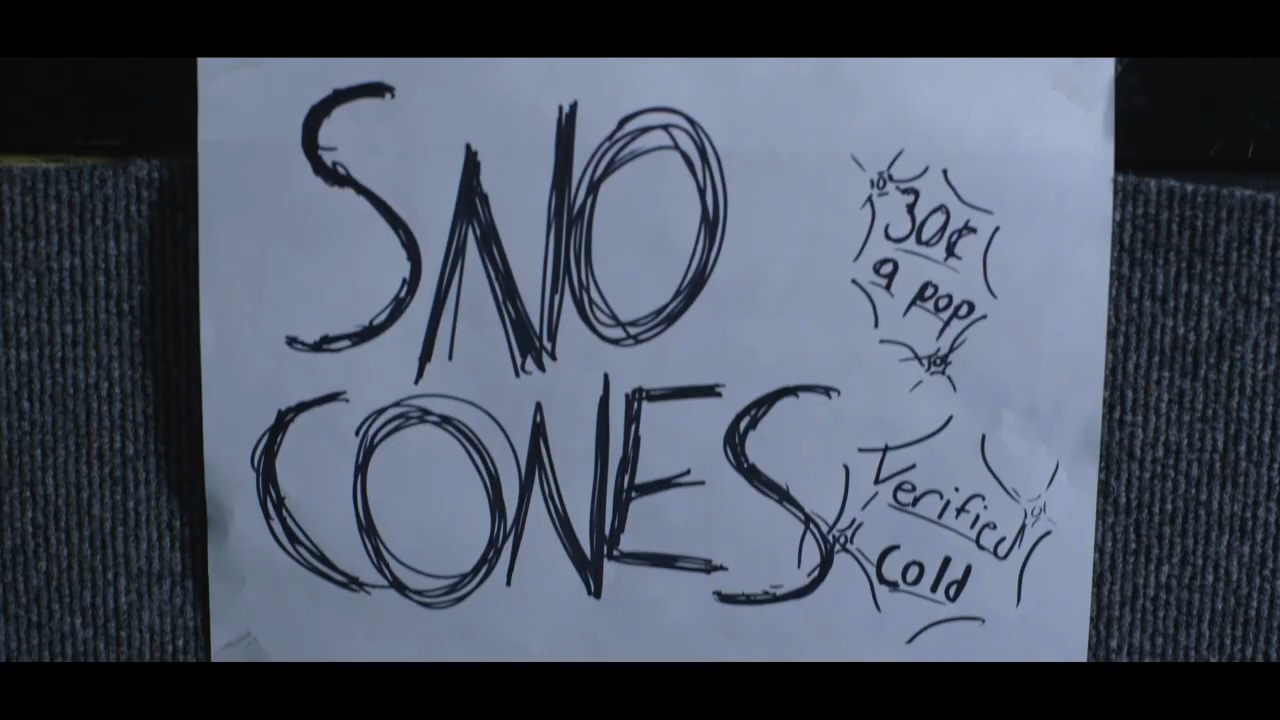 SNO
CONES
30¢
a pop
Verified
Cold